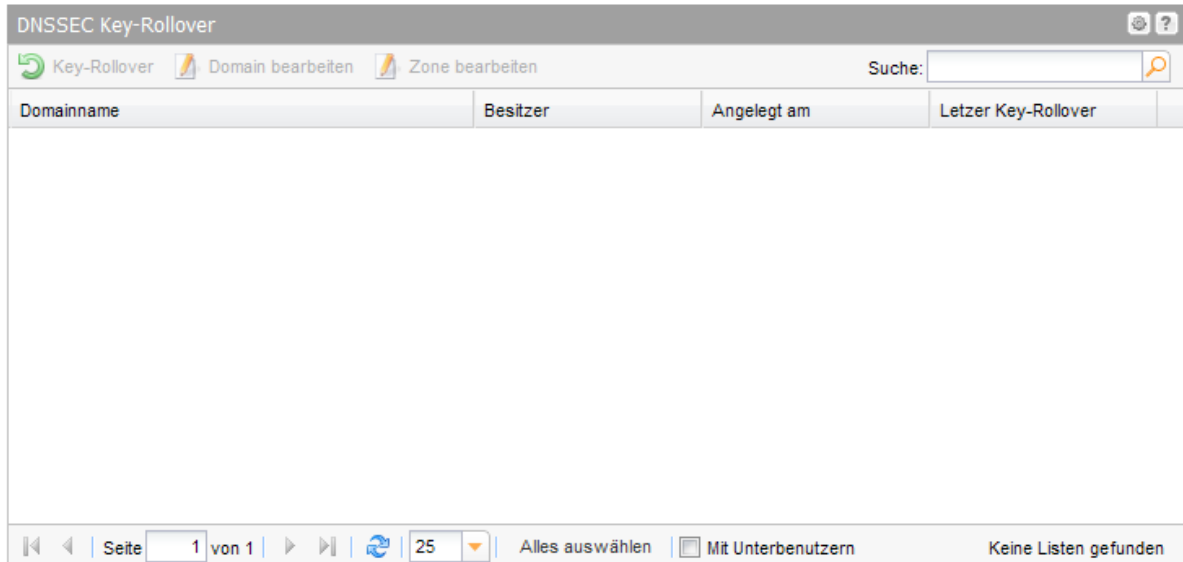 DNSSEC Key-Rollover
?
Key-Rollover Domain bearbeiten Zone bearbeiten Suche:
Domainname Besitzer Angelegt am Letzer Key-Rollover
Seite 1 von 1 25 Alles auswählen Mit Unterbenutzern Keine Listen gefunden